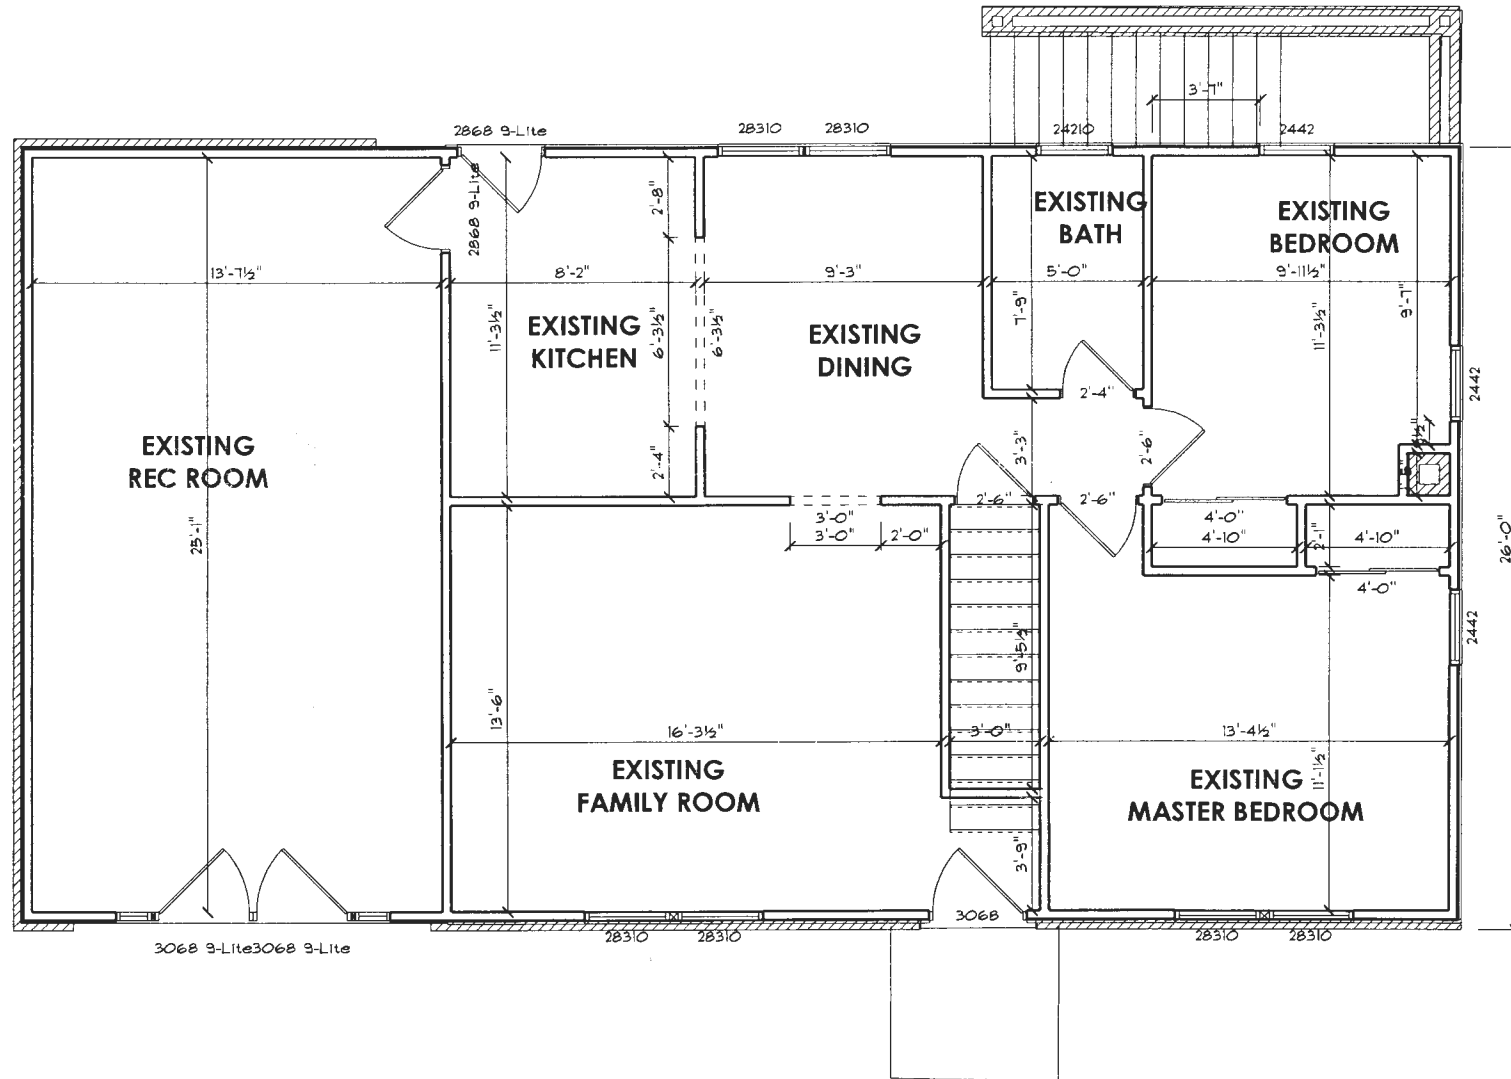 3'-7"
2868 9-Lite
28310
28310
24210
2442
2868 9-Lite
2'-8"
EXISTING
BATH
EXISTING
BEDROOM
13'-7½"
8'-2"
9'-3"
5'-0"
9'-11½"
7'-9"
9'-7"
11'-3½"
EXISTING
KITCHEN
6'-3½"
6'-3½"
EXISTING
DINING
11'-3½"
2442
2'-4"
EXISTING
REC ROOM
2'-4"
3'-3"
2'-6"
2'-6"
2'-6"
3'-0"
3'-0"
2'-0"
4'-0"
4'-10"
2'-1"
4'-10"
4'-0"
25'-1"
26'-0"
2442
9'-5½"
13'-6"
16'-3½"
3'-0"
13'-4½"
11'-1½"
EXISTING
FAMILY ROOM
EXISTING
MASTER BEDROOM
3'-9"
3068
3068 9-Lite3068 9-Lite
28310
28310
28310
28310